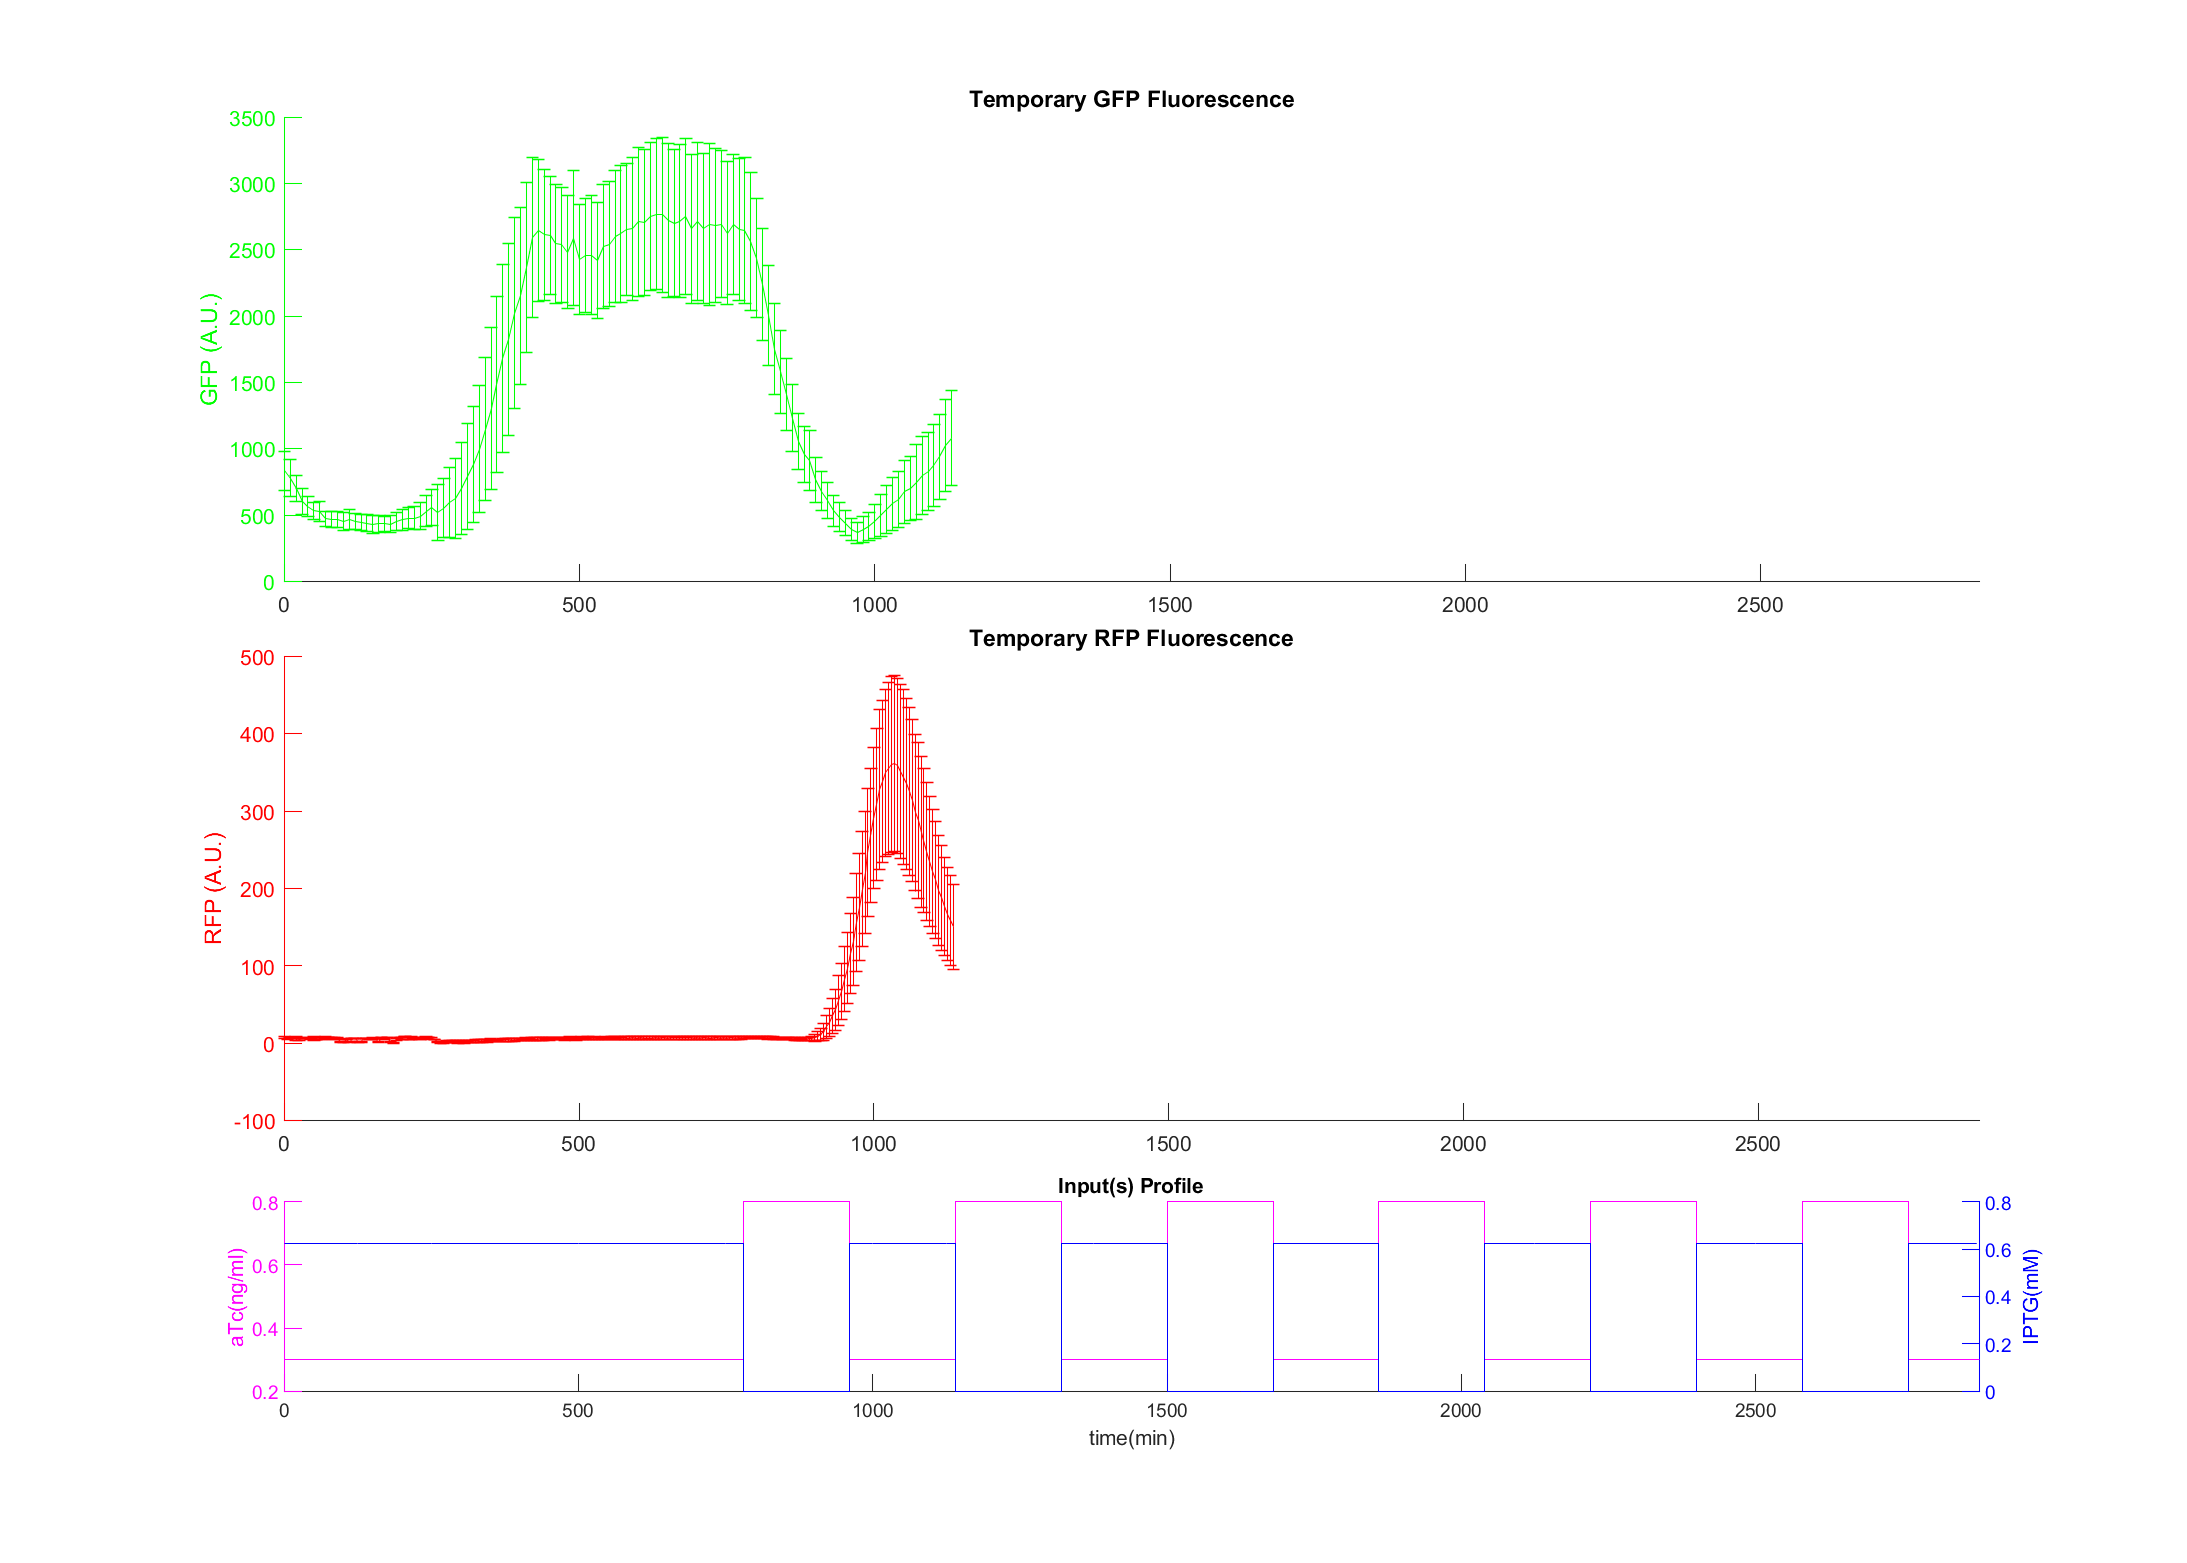 Temporary GFP Fluorescence
3500
3000
2500
2000
1500
1000
500
0
GFP (A.U.)
0 500 1000 1500 2000 2500
Temporary RFP Fluorescence
500
400
300
200
100
0
-100
RFP (A.U.)
0 500 1000 1500 2000 2500
Input(s) Profile
0.8
0.6
0.4
0.2
aTc(ng/ml)
0.8
0.6
0.4
0.2
0
IPTG(mM)
0 500 1000 1500 2000 2500
time(min)